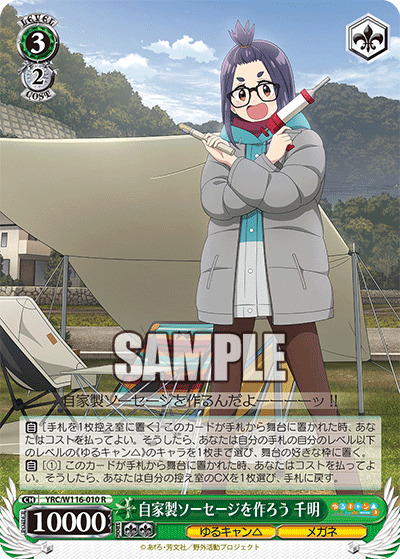 LEVEL
3
2
COST
SAMPLE
自家製ソーセージを作るんだよーーーーッ!!
自［手札を1枚控え室に置く］このカードが手札から舞台に置かれた時、あな
たはコストを払ってよい。そうしたら、あなたは自分の手札の自分のレベル以下
のレベルの《ゆるキャン△》のキャラを1枚まで選び、舞台の好きな枠に置く。
自［⑴］このカードが手札から舞台に置かれた時、あなたはコストを払ってよ
い。そうしたら、あなたは自分の控え室のCXを1枚選び、手札に戻す。
CH YRC/W116-010 R
10000
自家製ソーセージを作ろう 千明
ゆるキャン△
ゆるキャン△ メガネ
©あfろ・芳文社／野外活動プロジェクト